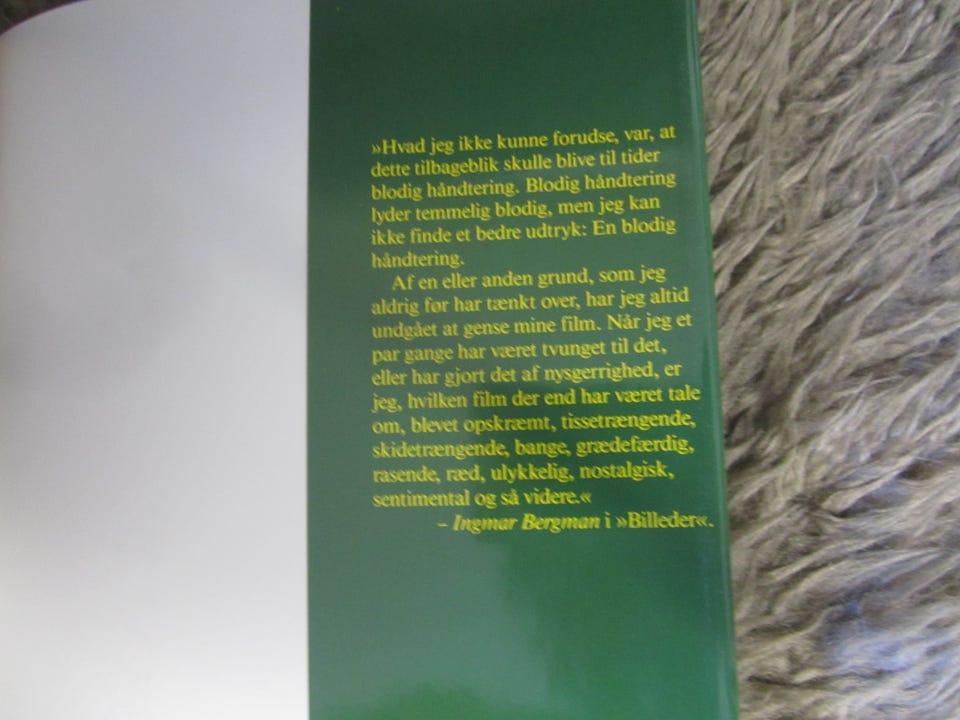 »Hvad jeg ikke kunne forudse, var, at
dette tilbageblik skulle blive til tider
blodig håndtering. Blodig håndtering
lyder temmelig blodig, men jeg kan
ikke finde et bedre udtryk: En blodig
håndtering.
Af en eller anden grund, som jeg
aldrig før har tænkt over, har jeg altid
undgået at gense mine film. Når jeg et
par gange har været tvunget til det,
eller har gjort det af nysgerrighed, er
jeg, hvilken film der end har været tale
om, blevet opskræmt, tissetrængende,
skidetrængende, bange, grædefærdig,
rasende, ræd, ulykkelig, nostalgisk,
sentimental og så videre.«
– Ingmar Bergman i »Billeder«.